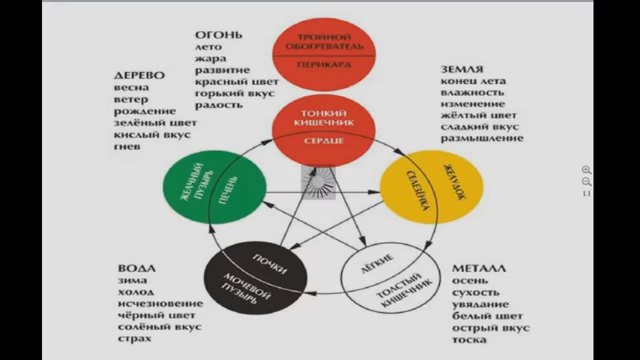 ОГОНЬ
лето
жара
развитие
красный цвет
горький вкус
радость
ТРОЙНОЙ
ОБОГРЕВАТЕЛЬ
ПЕРИКАРД
ДЕРЕВО
весна
ветер
рождение
зелёный цвет
кислый вкус
гнев
ЗЕМЛЯ
конец лета
влажность
изменение
жёлтый цвет
сладкий вкус
размышление
ТОНКИЙ
КИШЕЧНИК
СЕРДЦЕ
ЖЕЛЧНЫЙ
ПУЗЫРЬ
ПЕЧЕНЬ
ЖЕЛУДОК
СЕЛЕЗЁНКА
ПОЧКИ
МОЧЕВОЙ
ПУЗЫРЬ
ЛЁГКИЕ
ТОЛСТЫЙ
КИШЕЧНИК
ВОДА
зима
холод
исчезновение
чёрный цвет
солёный вкус
страх
МЕТАЛЛ
осень
сухость
увядание
белый цвет
острый вкус
тоска
1:1